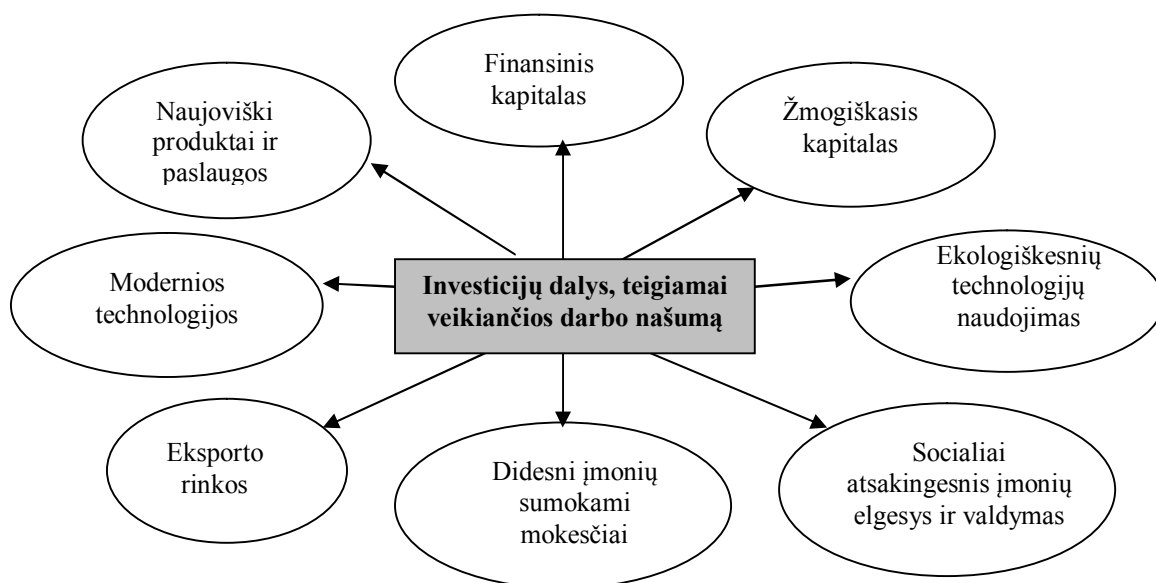 Finansinis
kapitalas
Naujoviški
produktai ir
paslaugos
Žmogiškasis
kapitalas
Modernios
technologijos
Investicijų dalys, teigiamai
veikiančios darbo našumą
Ekologiškesnių
technologijų
naudojimas
Eksporto
rinkos
Didesni įmonių
sumokami
mokesčiai
Socialiai
atsakingesnis įmonių
elgesys ir valdymas